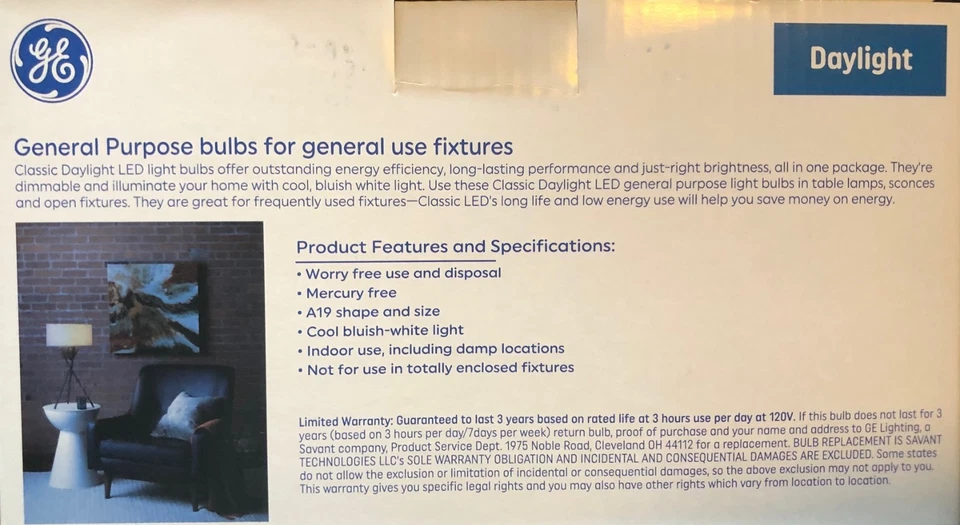 GE
Daylight
General Purpose bulbs for general use fixtures
Classic Daylight LED light bulbs offer outstanding energy efficiency, long-lasting performance and just-right brightness, all in one package. They're
dimmable and illuminate your home with cool, bluish white light. Use these Classic Daylight LED general purpose light bulbs in table lamps, sconces
and open fixtures. They are great for frequently used fixtures—Classic LED's long life and low energy use will help you save money on energy.
Product Features and Specifications:
• Worry free use and disposal
• Mercury free
• A19 shape and size
• Cool bluish-white light
• Indoor use, including damp locations
• Not for use in totally enclosed fixtures
Limited Warranty: Guaranteed to last 3 years based on rated life at 3 hours use per day at 120V. If this bulb does not last for 3
years (based on 3 hours per day/7days per week) return bulb, proof of purchase and your name and address to GE Lighting, a
Savant company, Product Service Dept. 1975 Noble Road, Cleveland OH 44112 for a replacement. BULB REPLACEMENT IS SAVANT
TECHNOLOGIES LLC's SOLE WARRANTY OBLIGATION AND INCIDENTAL AND CONSEQUENTIAL DAMAGES ARE EXCLUDED. Some states
do not allow the exclusion or limitation of incidental or consequential damages, so the above exclusion may not apply to you.
This warranty gives you specific legal rights and you may also have other rights which vary from location to location.